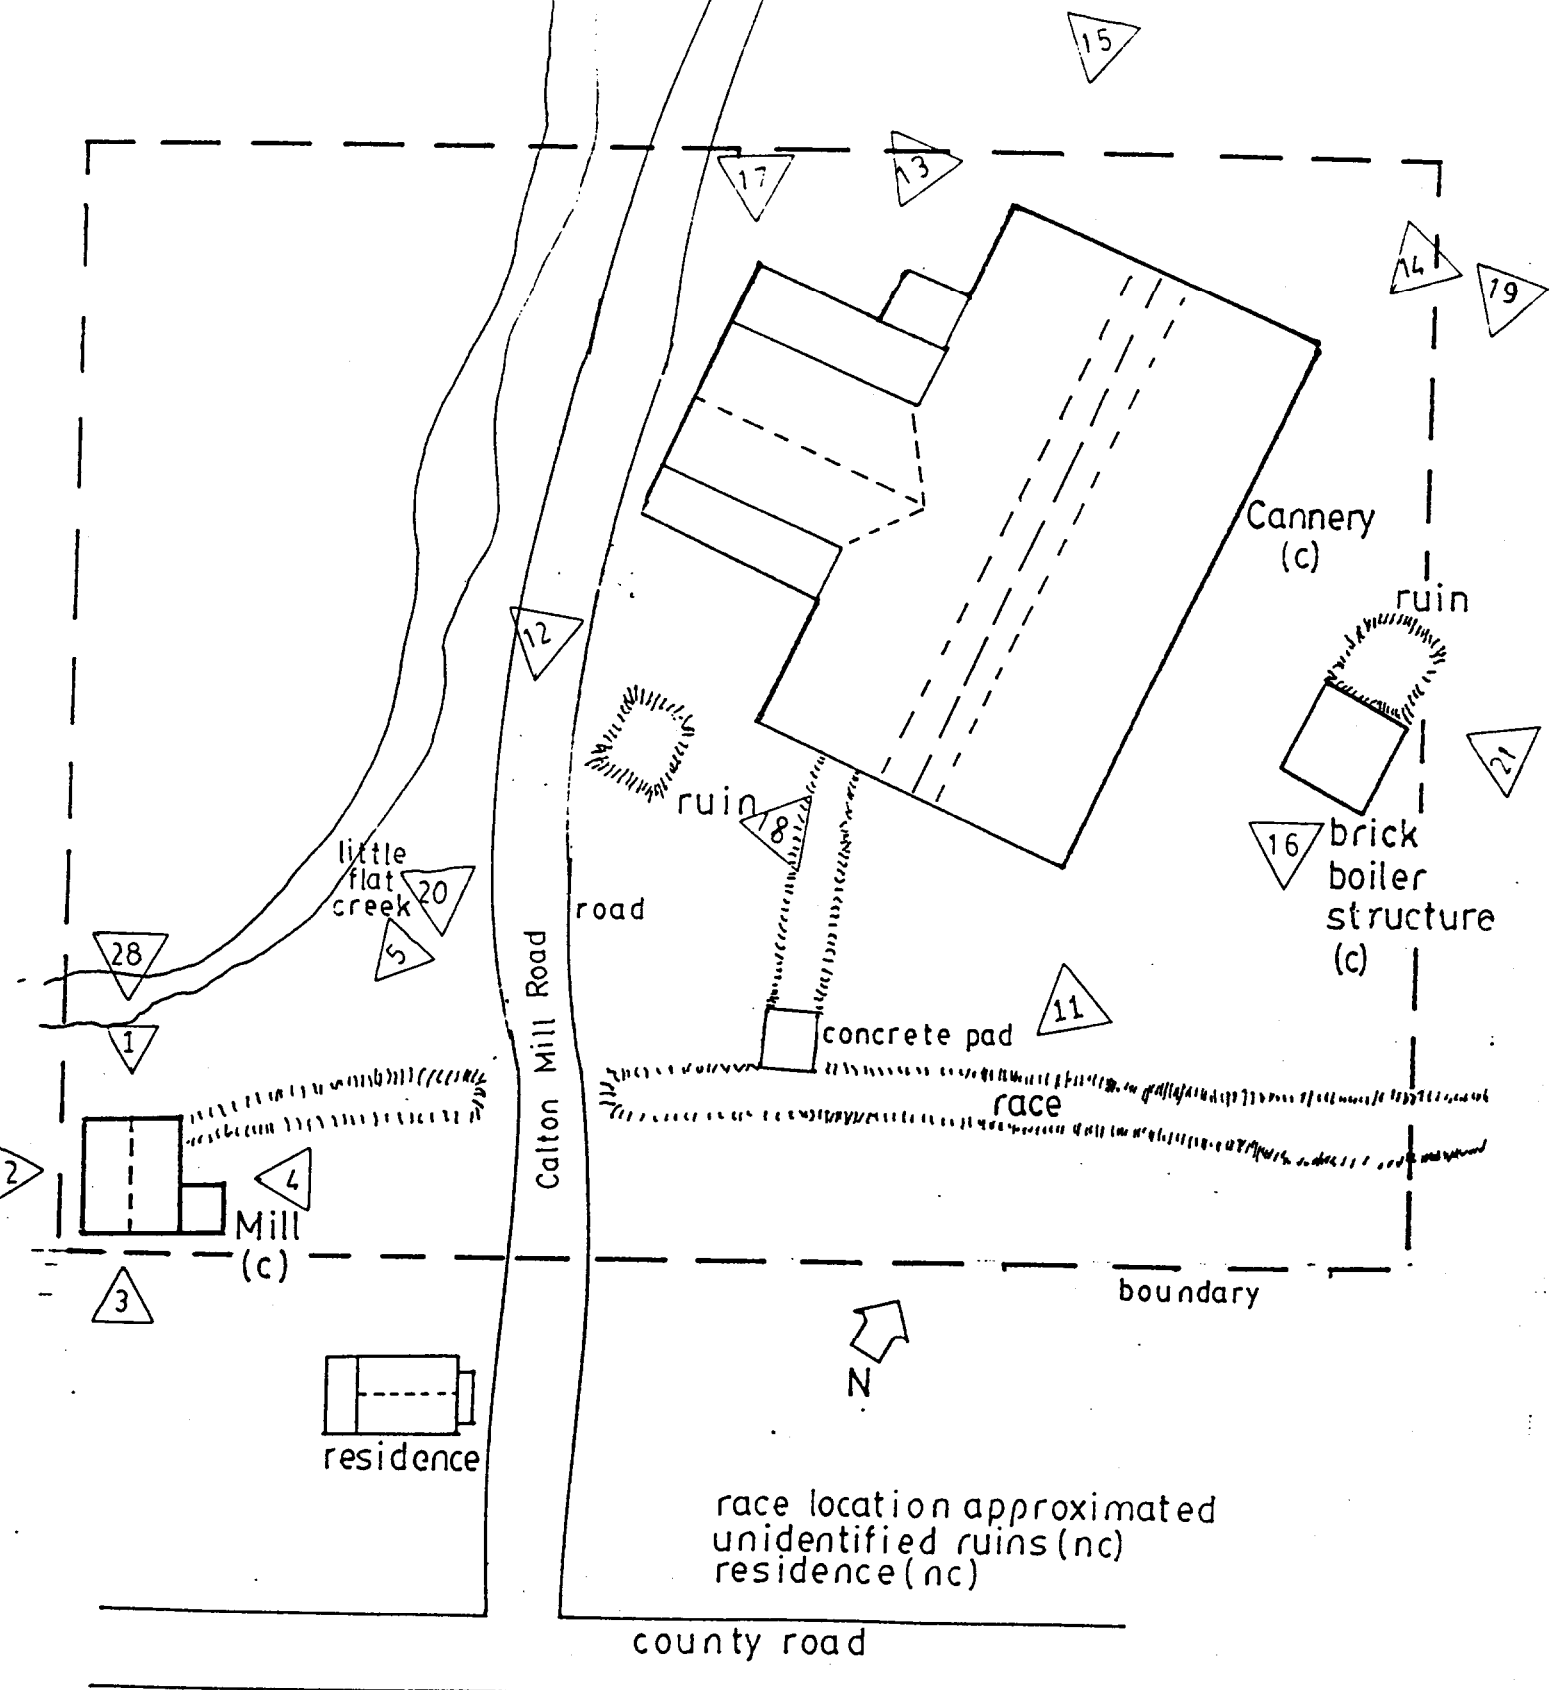 15
17
13
14
19
Cannery
(c)
ruin
12
ruin
18
21
16
brick
boiler
structure
(c)
little
flat
creek
20
5
road
28
1
Calton Mill Road
11
concrete pad
race
2
4
Mill
(c)
3
boundary
N
residence
race location approximated
unidentified ruins (nc)
residence (nc)
county road